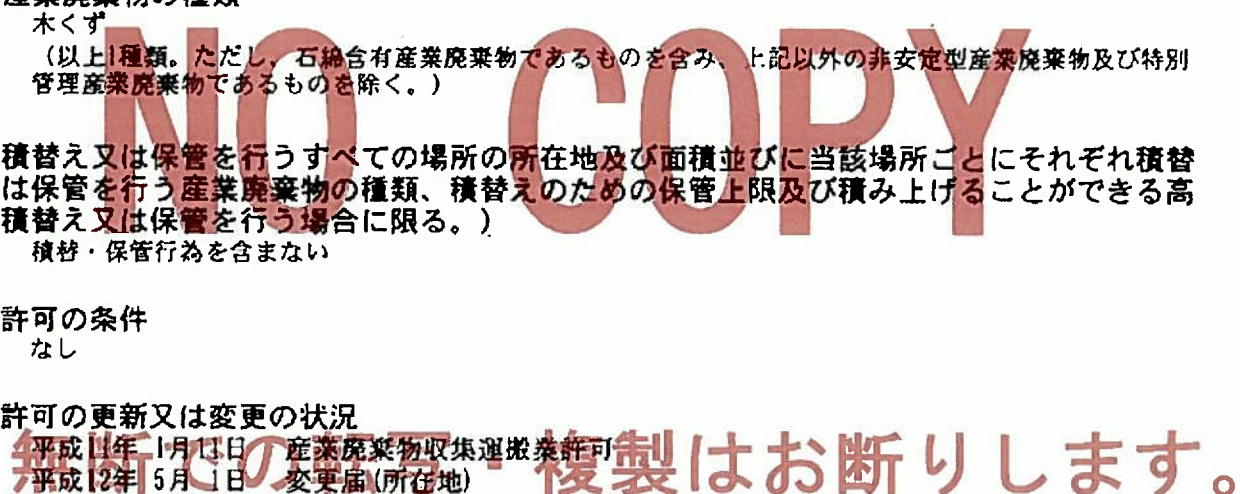 産業廃棄物の種類
木くず
(以上1種類。ただし、石綿含有産業廃棄物であるものを含み、上記以外の非安定型産業廃棄物及び特別
管理産業廃棄物であるものを除く。)
NO COPY
積替え又は保管を行うすべての場所の所在地及び面積並びに当該場所ごとにそれぞれ積替
は保管を行う産業廃棄物の種類、積替えのための保管上限及び積み上げることができる高
積替え又は保管を行う場合に限る。)
積替・保管行為を含まない
許可の条件
なし
許可の更新又は変更の状況
平成11年 1月11日 産業廃棄物収集運搬業許可
平成12年 5月 1日 変更届(所在地)
無断での転写・複製はお断りします。